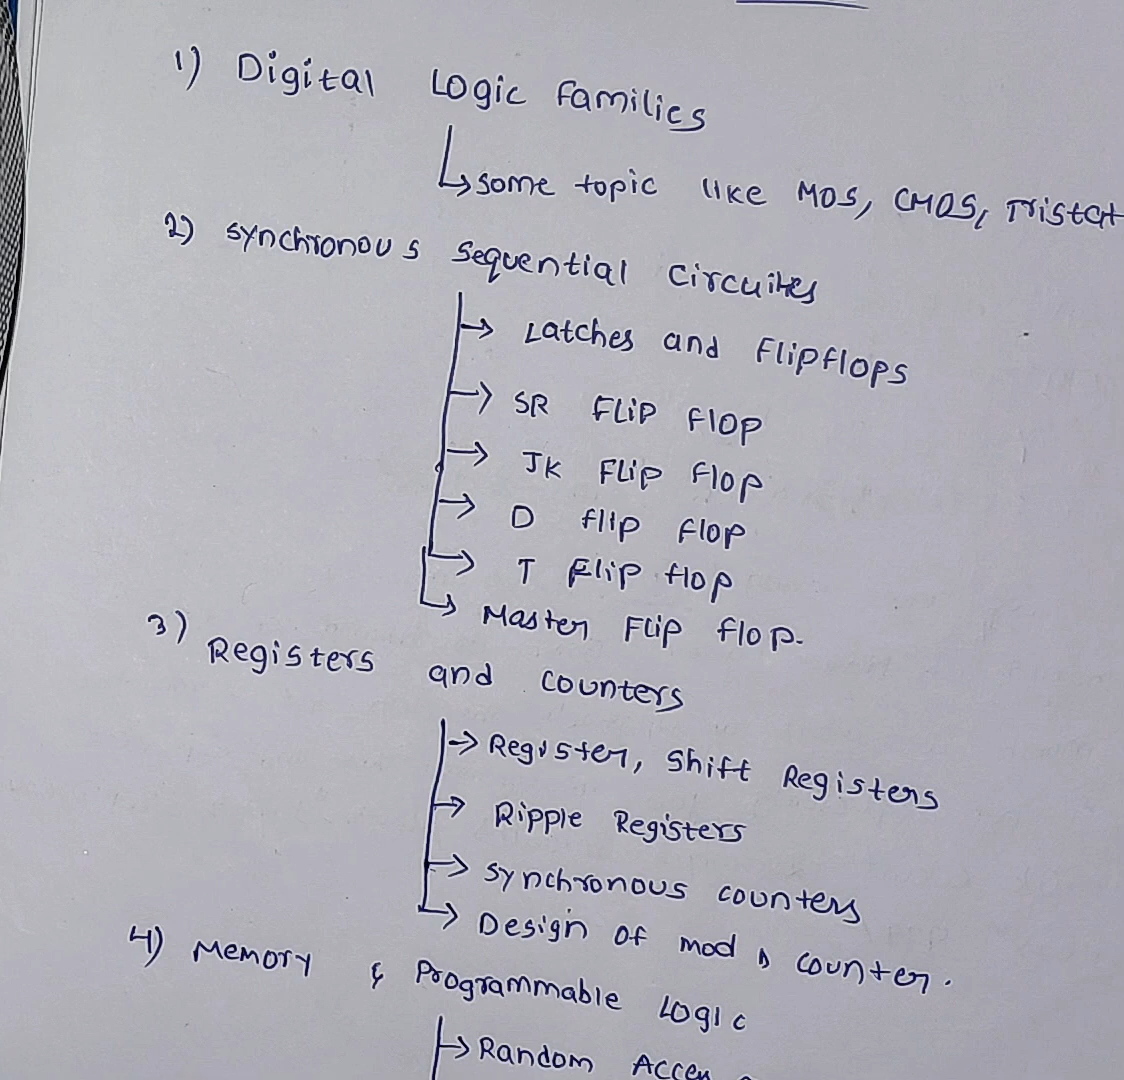 1) Digital Logic families
some topic like MOS, CMOS, Tristat
2) Synchronous Sequential Circuites
Latches and Flipflops
SR Flip Flop
JK Flip Flop
D flip flop
T Flip flop
Master Flip flop.
3) Registers and counters
Register, Shift Registers
Ripple Registers
Synchronous counters
Design of mod n counter.
4) Memory & Programmable Logic
Random